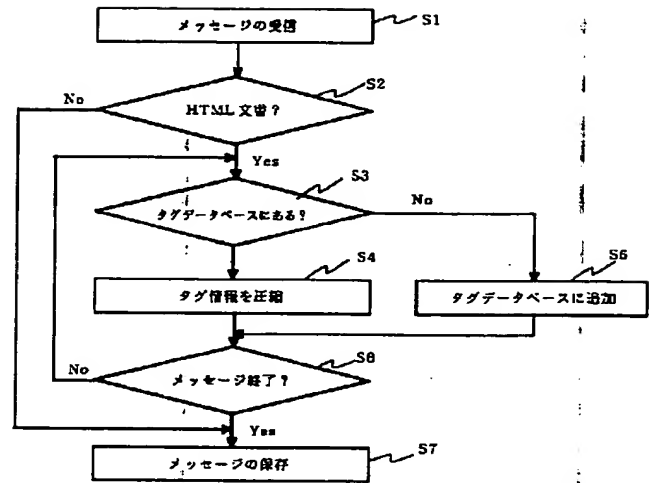 メッセージの受信
S1
S2
No
HTML文書?
Yes
S3
タグデータベースにある?
No
S4
タグ情報を圧縮
S5
タグデータベースに追加
S6
No
メッセージ終了?
Yes
S7
メッセージの保存